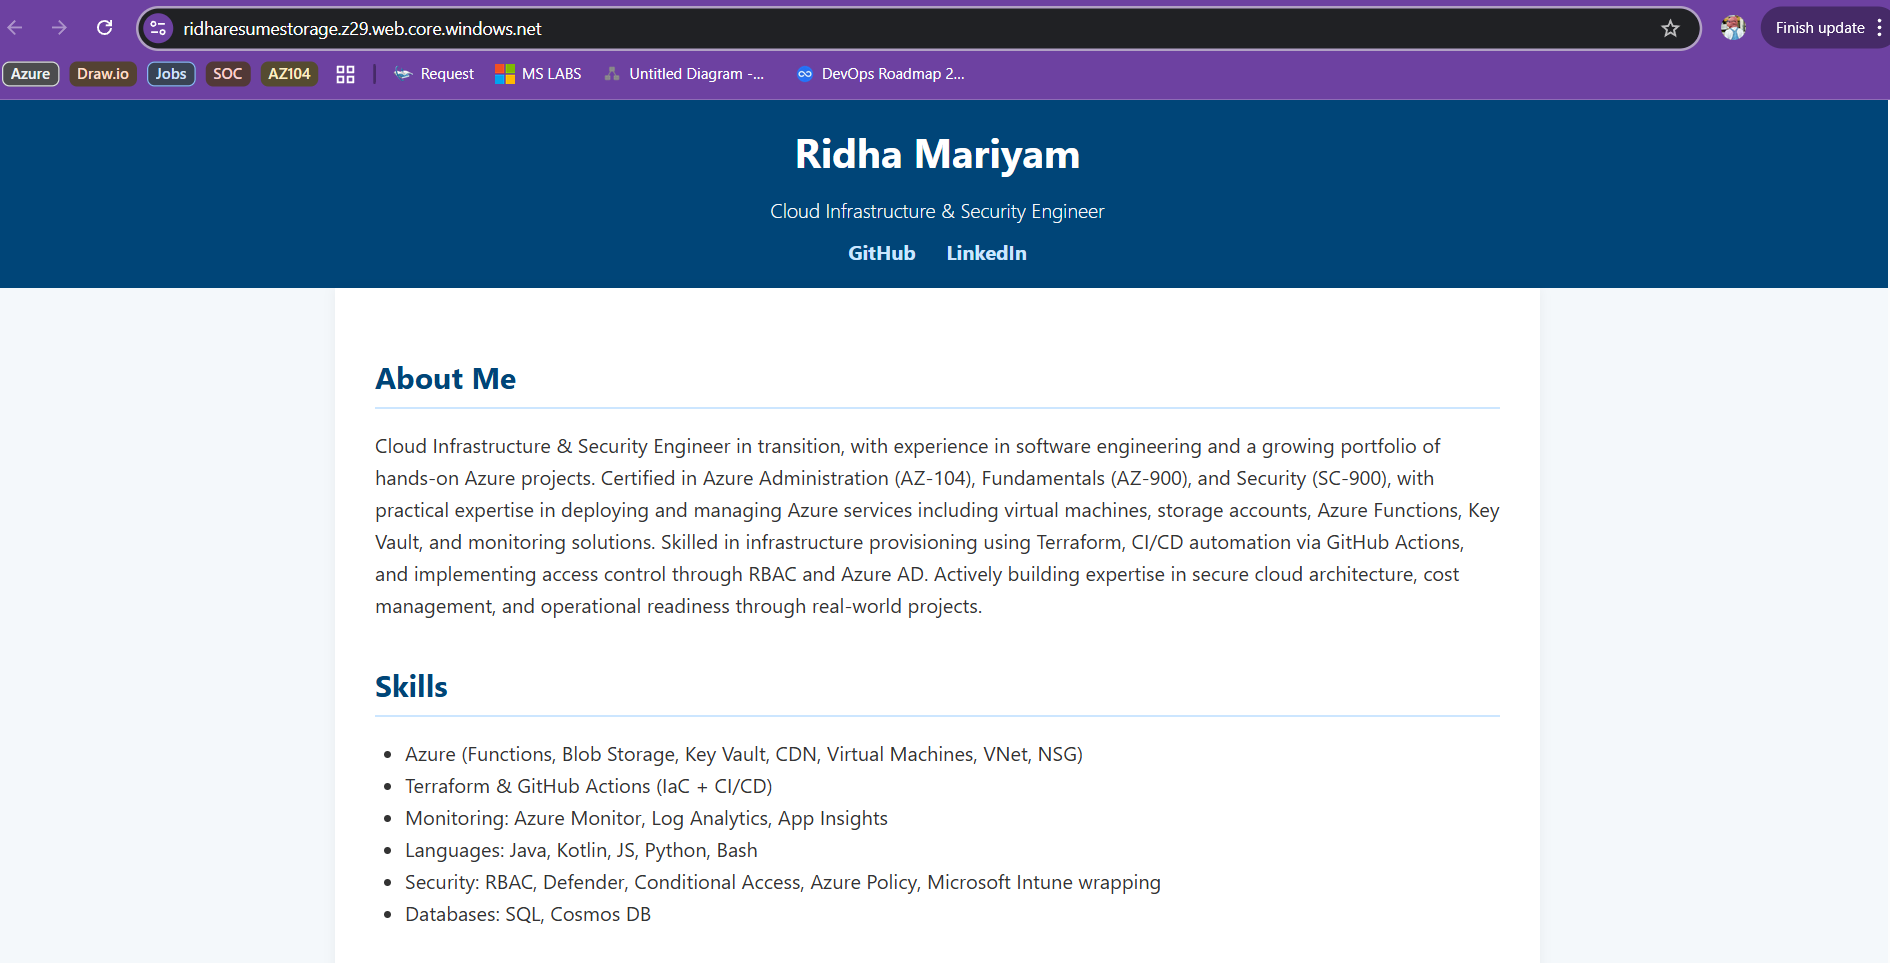 ridharesumestorage.z29.web.core.windows.net
Finish update
Azure Draw.io Jobs SOC AZ104 Request MS LABS Untitled Diagram -... DevOps Roadmap 2...
Ridha Mariyam
Cloud Infrastructure & Security Engineer
GitHub LinkedIn
About Me
Cloud Infrastructure & Security Engineer in transition, with experience in software engineering and a growing portfolio of
hands-on Azure projects. Certified in Azure Administration (AZ-104), Fundamentals (AZ-900), and Security (SC-900), with
practical expertise in deploying and managing Azure services including virtual machines, storage accounts, Azure Functions, Key
Vault, and monitoring solutions. Skilled in infrastructure provisioning using Terraform, CI/CD automation via GitHub Actions,
and implementing access control through RBAC and Azure AD. Actively building expertise in secure cloud architecture, cost
management, and operational readiness through real-world projects.
Skills
• Azure (Functions, Blob Storage, Key Vault, CDN, Virtual Machines, VNet, NSG)
• Terraform & GitHub Actions (IaC + CI/CD)
• Monitoring: Azure Monitor, Log Analytics, App Insights
• Languages: Java, Kotlin, JS, Python, Bash
• Security: RBAC, Defender, Conditional Access, Azure Policy, Microsoft Intune wrapping
• Databases: SQL, Cosmos DB